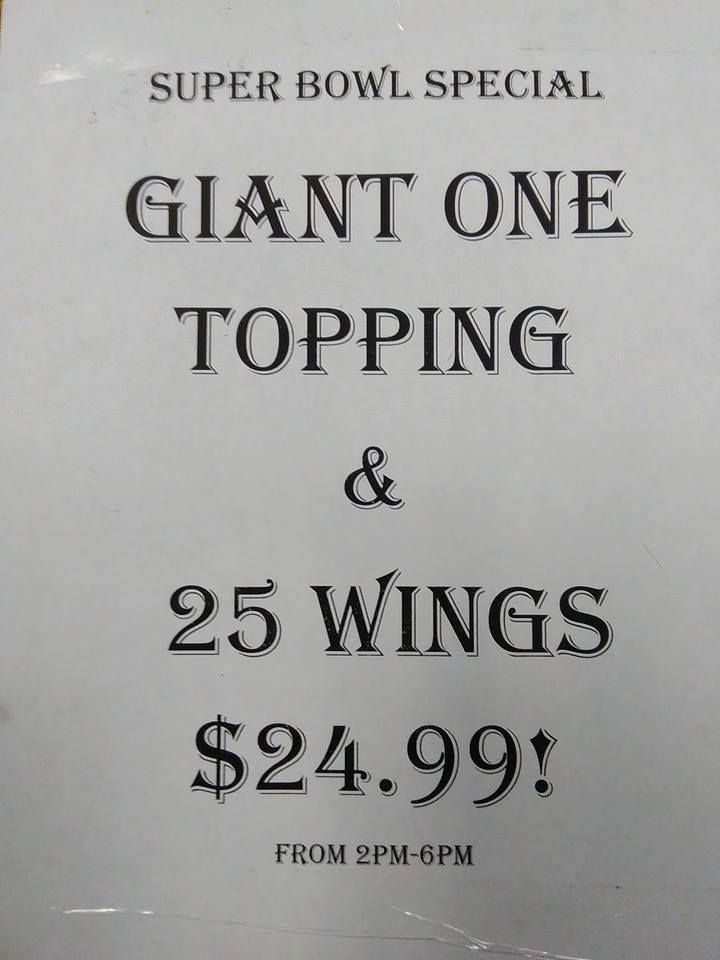 SUPER BOWL SPECIAL
GIANT ONE
TOPPING
&
25 WINGS
$24.99!
FROM 2PM-6PM